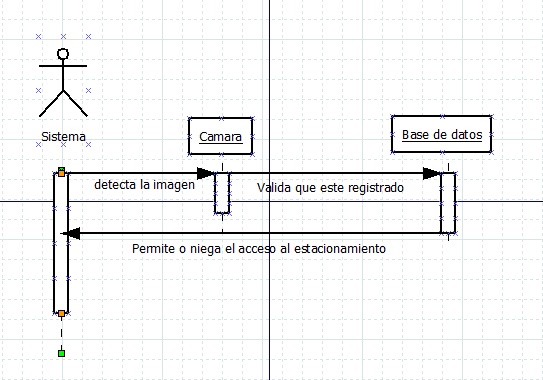 Sistema
Camara
Base de datos
detecta la imagen
Valida que este registrado
Permite o niega el acceso al estacionamiento